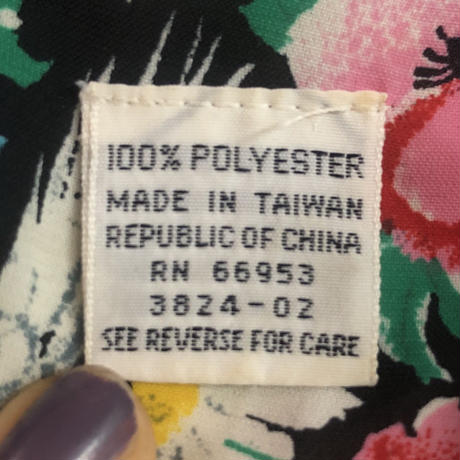 100% POLYESTER
MADE IN TAIWAN
REPUBLIC OF CHINA
RN 66953
3824-02
SEE REVERSE FOR CARE